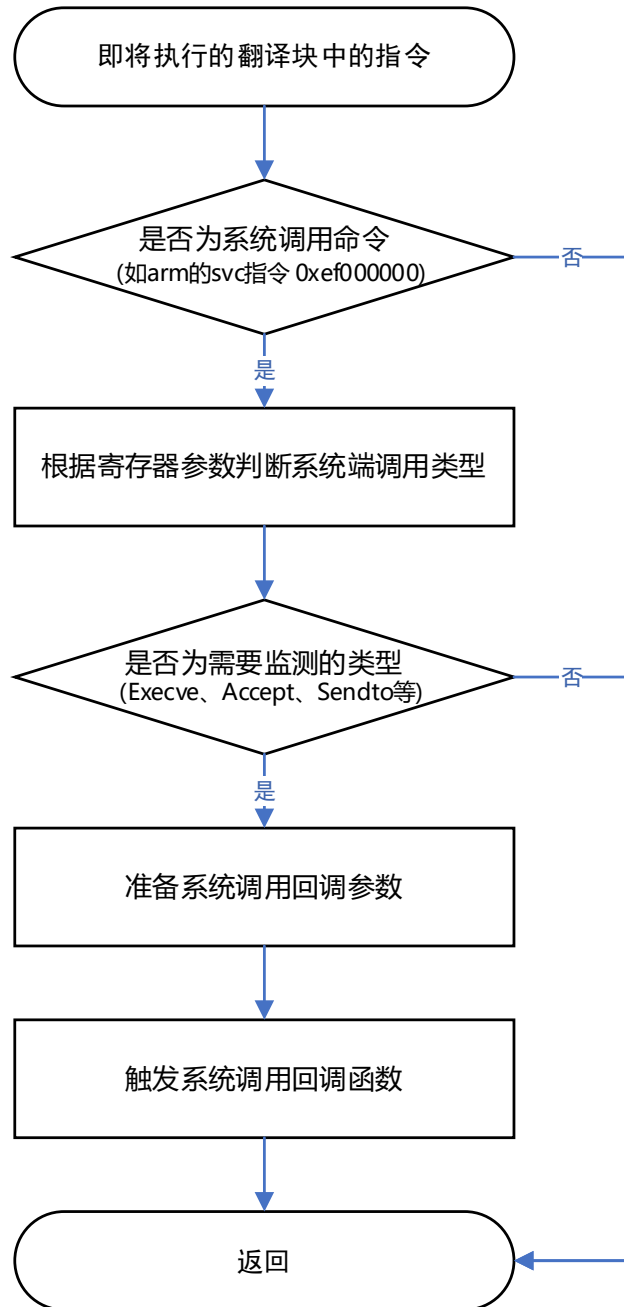 即将执行的翻译块中的指令
是否为系统调用命令
(如arm的svc指令 0xef000000)
否
是
根据寄存器参数判断系统端调用类型
是否为需要监测的类型
(Execve、Accept、Sendto等)
否
是
准备系统调用回调参数
触发系统调用回调函数
返回